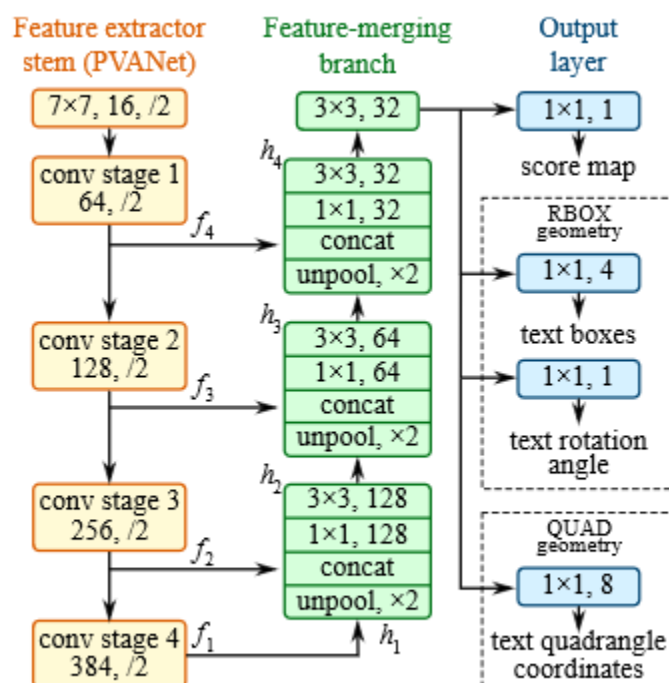 Feature extractor
stem (PVANet)
7×7, 16, /2
conv stage 1
64, /2
f4
conv stage 2
128, /2
f3
conv stage 3
256, /2
f2
conv stage 4
384, /2
f1
Feature-merging
branch
3×3, 32
h4
3×3, 32
1×1, 32
concat
unpool, ×2
h3
3×3, 64
1×1, 64
concat
unpool, ×2
h2
3×3, 128
1×1, 128
concat
unpool, ×2
h1
Output
layer
1×1, 1
score map
RBOX
geometry
1×1, 4
text boxes
1×1, 1
text rotation
angle
QUAD
geometry
1×1, 8
text quadrangle
coordinates